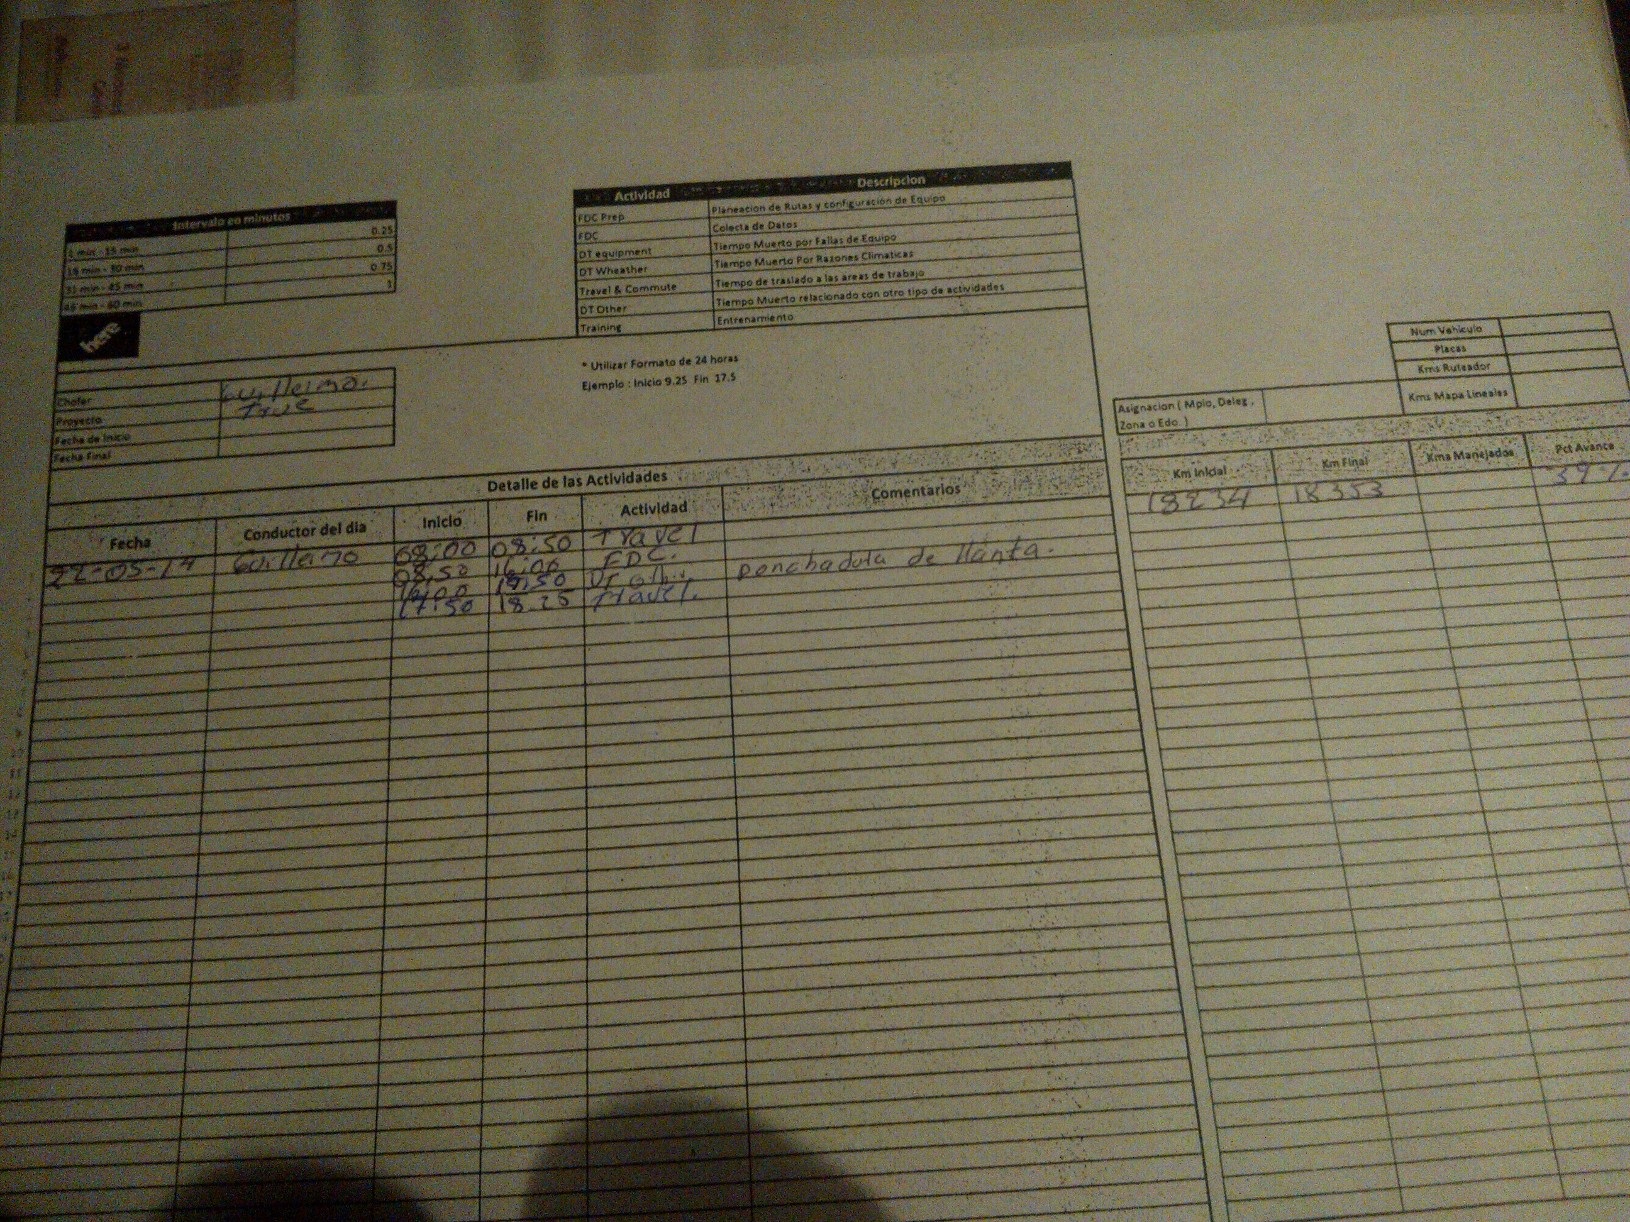 Intervalo en minutos
1 min - 15 min 0.25
16 min - 30 min 0.5
31 min - 45 min 0.75
46 min - 60 min 1
here
Actividad Descripcion
FDC Prep Planeacion de Rutas y configuracion de Equipo
FDC Colecta de Datos
DT equipment Tiempo Muerto por Fallas de Equipo
DT Wheather Tiempo Muerto Por Razones Climaticas
Travel & Commute Tiempo de traslado a las areas de trabajo
DT Other Tiempo Muerto relacionado con otro tipo de actividades
Training Entrenamiento
* Utilizar Formato de 24 horas
Ejemplo : Inicio 9.25 Fin 17.5
Chofer Guillermo.
Proyecto True
Fecha de Inicio
Fecha Final
Num Vehiculo
Placas
Kms Ruteador
Kms Mapa Lineales
Asignacion ( Mpio, Deleg ,
Zona o Edo )
Detalle de las Actividades
Fecha Conductor del dia Inicio Fin Actividad Comentarios Km Inicial Km Final Kms Manejados Pct Avance
22-05-14 Guillermo 08:00 08:50 Travel 18234 18353 39%
08:50 16:00 FDC.
16:00 17:50 DT oth. Ponchadura de llanta.
17:50 18:25 travel.